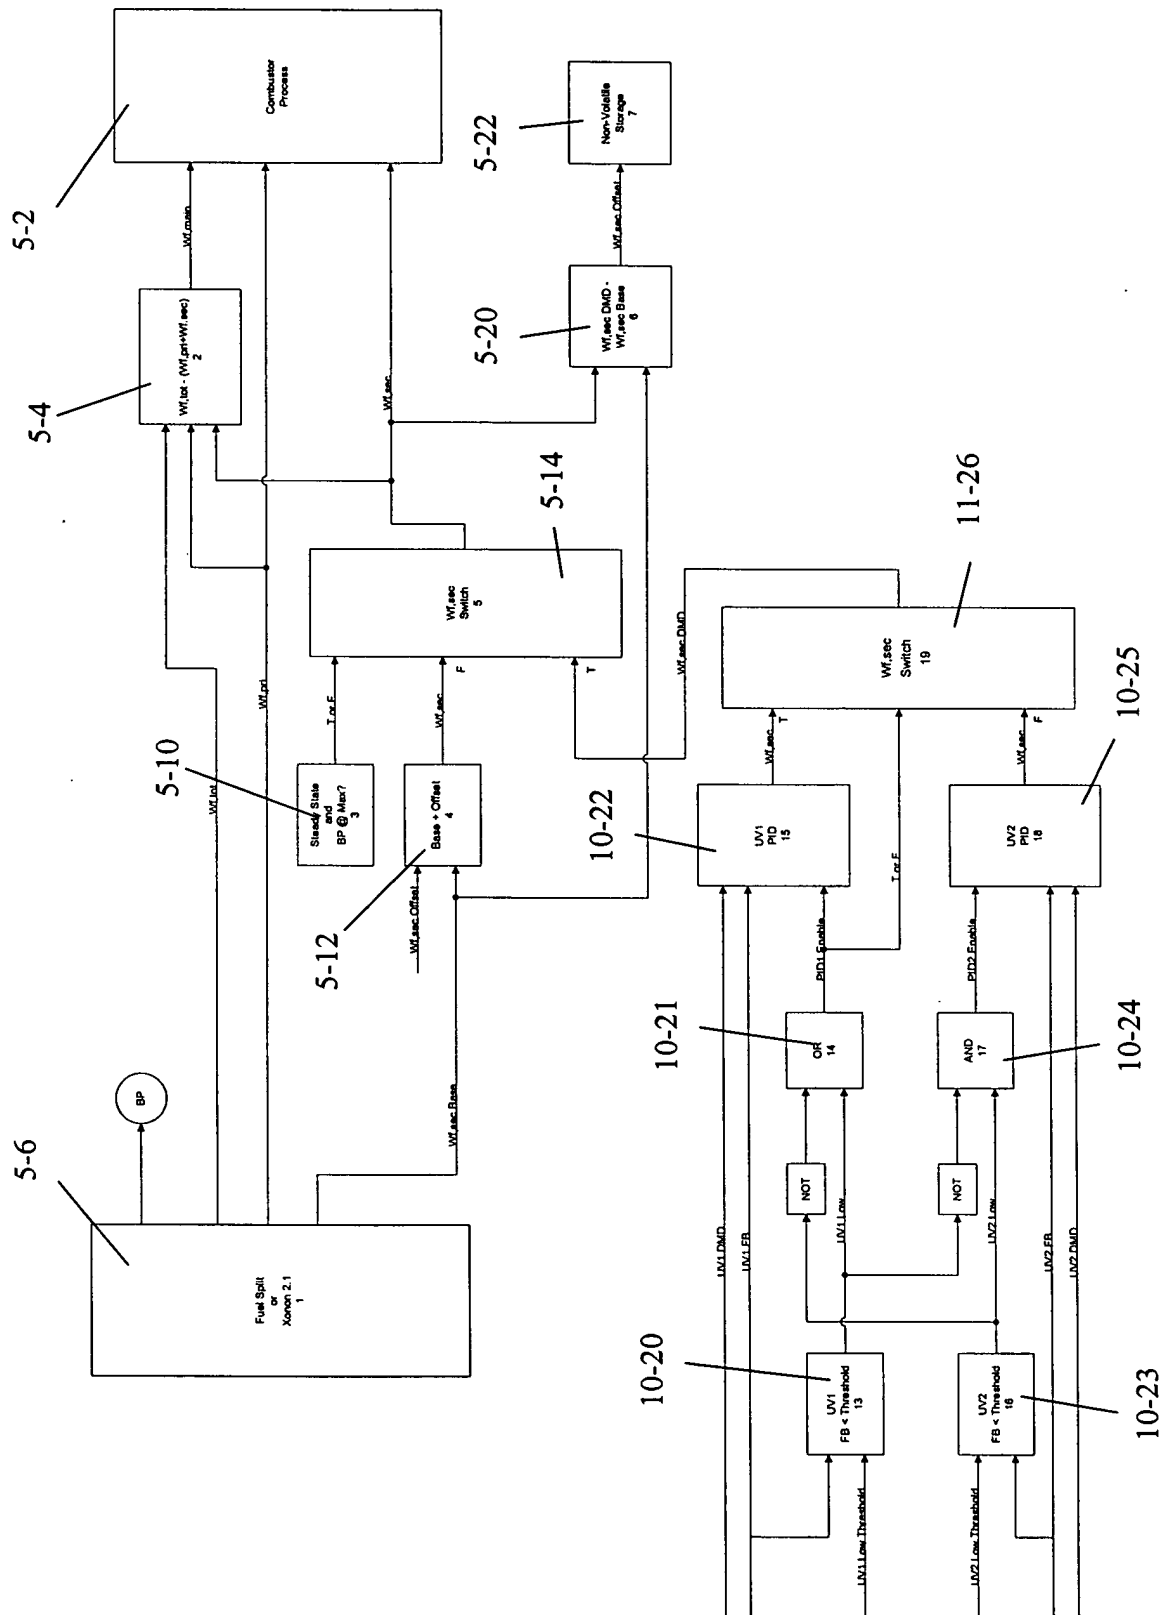 5-6
Fuel Split
or
Xonon 2.1
1
BP
Wf,tot
Wf,pri
Wf,sec Base
Wf,sec Offset
5-10
Steady State
and
BP @ Max?
3
5-12
Base + Offset
4
T or F
Wf,sec
F
T
5-14
Wf,sec
Switch
5
Wf,sec
5-4
Wf,tot - (Wf,pri+Wf,sec)
2
Wf,main
5-2
Combustor
Process
5-20
Wf,sec DMD -
Wf,sec Base
6
Wf,sec Offset
5-22
Non-Volatile
Storage
7
UV1 DMD
UV1 FB
UV1 Low Threshold
UV2 Low Threshold
UV2 FB
UV2 DMD
10-20
UV1
FB < Threshold
13
10-23
UV2
FB < Threshold
16
NOT
UV1 Low
NOT
UV2 Low
10-21
OR
14
10-24
AND
17
PID1 Enable
PID2 Enable
10-22
UV1
PID
15
10-25
UV2
PID
18
Wf,sec
T
T or F
Wf,sec
F
11-26
Wf,sec
Switch
19
Wf,sec DMD